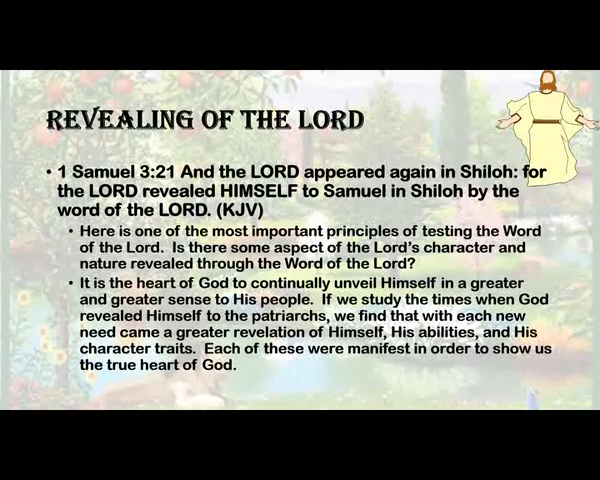 REVEALING OF THE LORD
• 1 Samuel 3:21 And the LORD appeared again in Shiloh: for
the LORD revealed HIMSELF to Samuel in Shiloh by the
word of the LORD. (KJV)
• Here is one of the most important principles of testing the Word
of the Lord.  Is there some aspect of the Lord's character and
nature revealed through the Word of the Lord?
• It is the heart of God to continually unveil Himself in a greater
and greater sense to His people.  If we study the times when God
revealed Himself to the patriarchs, we find that with each new
need came a greater revelation of Himself, His abilities, and His
character traits.  Each of these were manifest in order to show us
the true heart of God.